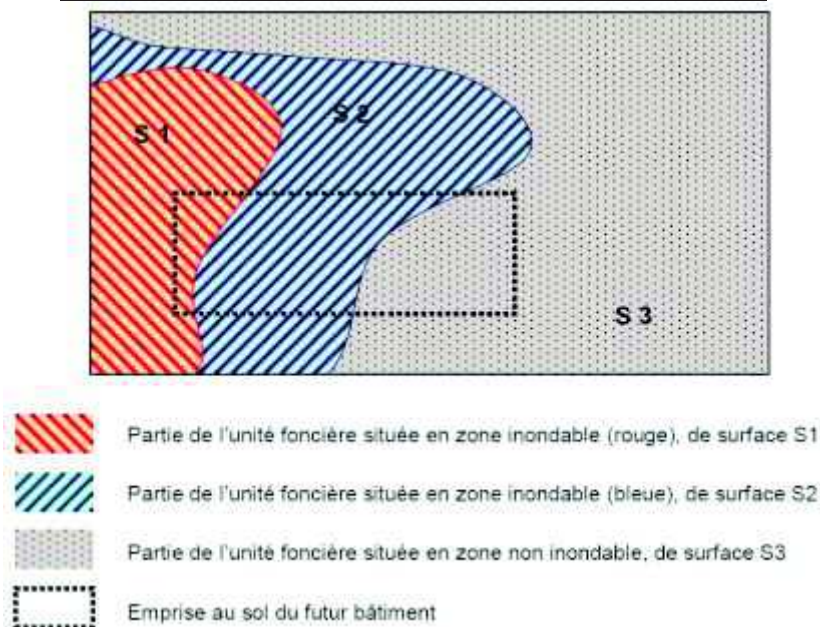 S 1
S 2
S 3
Partie de l'unité foncière située en zone inondable (rouge), de surface S1
Partie de l'unité foncière située en zone inondable (bleue), de surface S2
Partie de l'unité foncière située en zone non inondable, de surface S3
Emprise au sol du futur bâtiment